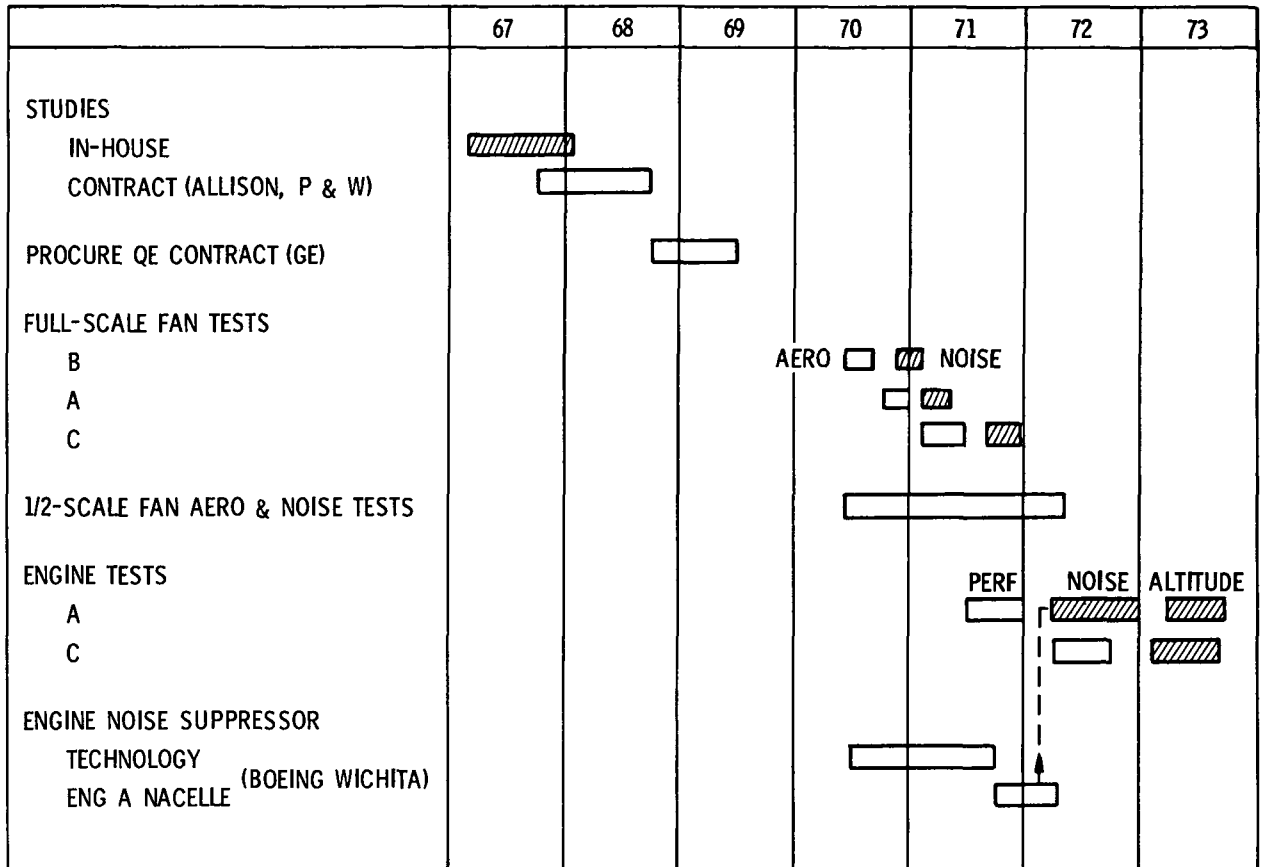 67 68 69 70 71 72 73
STUDIES
IN-HOUSE
CONTRACT (ALLISON, P & W)
PROCURE QE CONTRACT (GE)
FULL-SCALE FAN TESTS
B AERO NOISE
A
C
1/2-SCALE FAN AERO & NOISE TESTS
ENGINE TESTS PERF NOISE ALTITUDE
A
C
ENGINE NOISE SUPPRESSOR
TECHNOLOGY
(BOEING WICHITA)
ENG A NACELLE